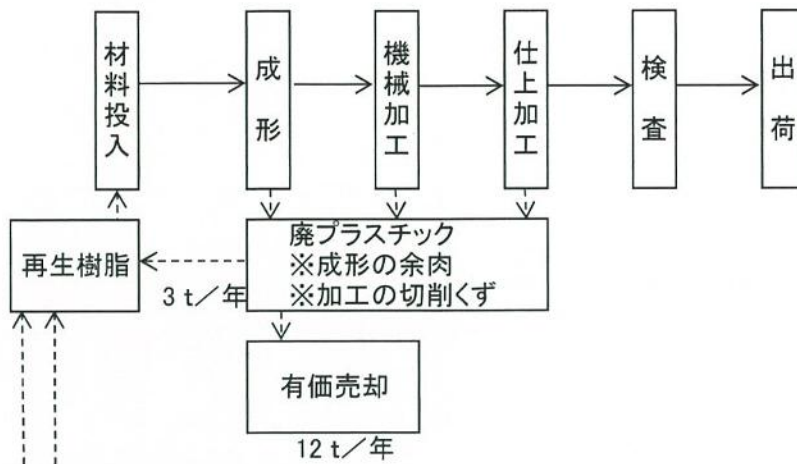 材料投入
成形
機械加工
仕上加工
検査
出荷
再生樹脂
廃プラスチック
※成形の余肉
※加工の切削くず
3t／年
有価売却
12t／年